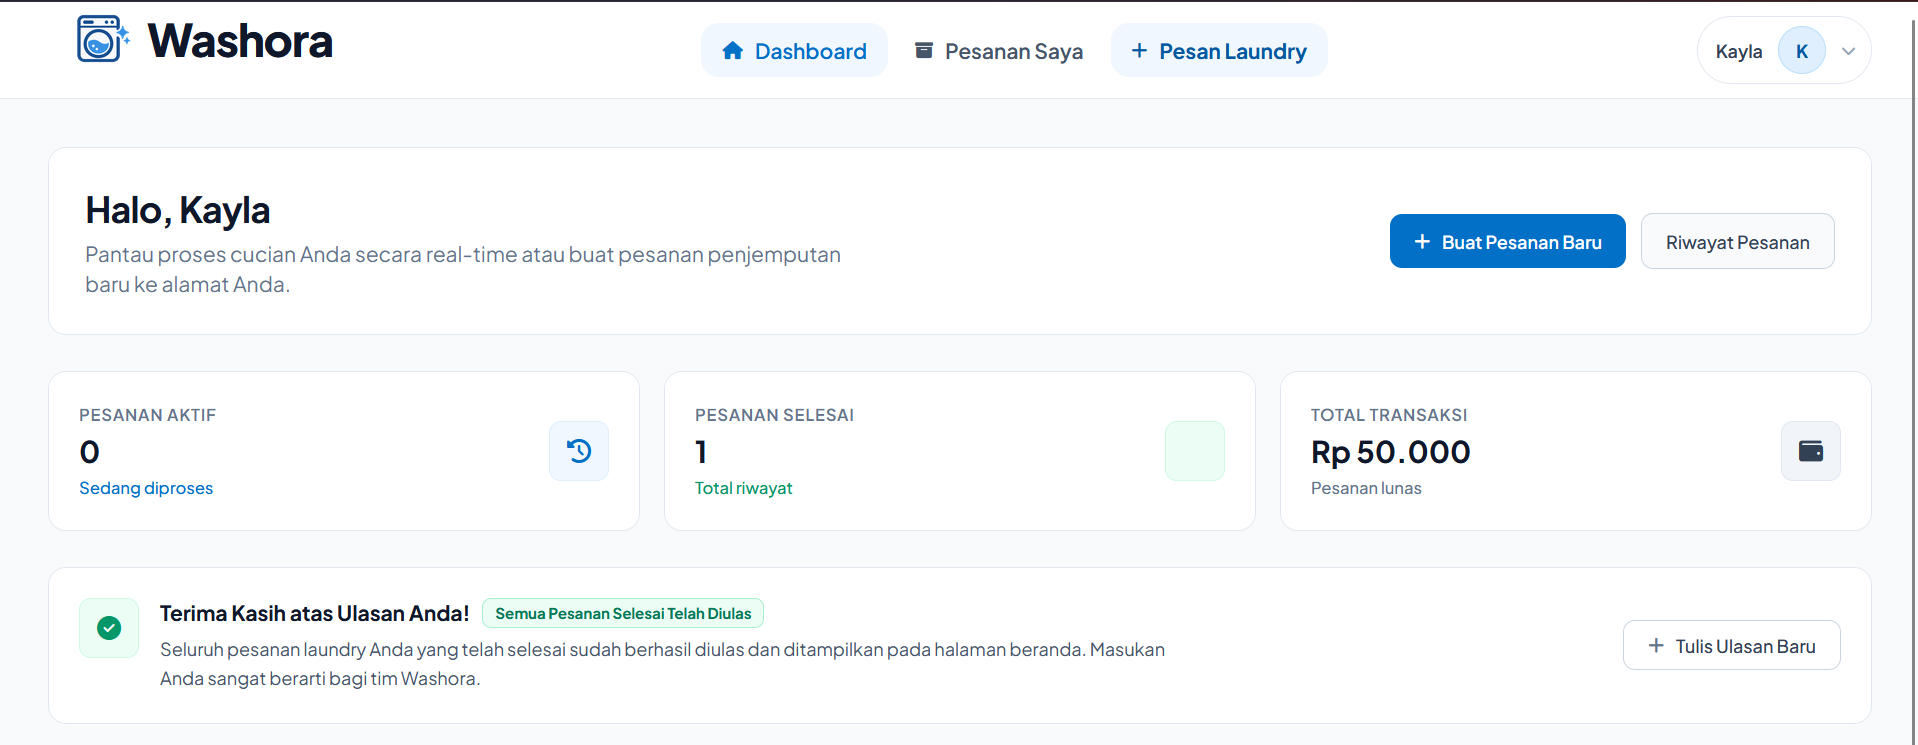 Washora
Dashboard
Pesanan Saya
+ Pesan Laundry
Kayla
K
Halo, Kayla
Pantau proses cucian Anda secara real-time atau buat pesanan penjemputan
baru ke alamat Anda.
+ Buat Pesanan Baru
Riwayat Pesanan
PESANAN AKTIF
0
Sedang diproses
PESANAN SELESAI
1
Total riwayat
TOTAL TRANSAKSI
Rp 50.000
Pesanan lunas
Terima Kasih atas Ulasan Anda!
Semua Pesanan Selesai Telah Diulas
Seluruh pesanan laundry Anda yang telah selesai sudah berhasil diulas dan ditampilkan pada halaman beranda. Masukan
Anda sangat berarti bagi tim Washora.
+ Tulis Ulasan Baru